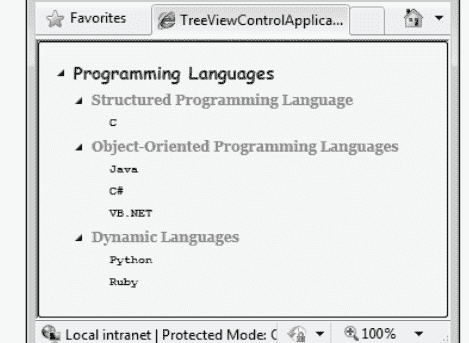 Favorites
TreeViewControlApplica...
Programming Languages
Structured Programming Language
C
Object-Oriented Programming Languages
Java
C#
VB.NET
Dynamic Languages
Python
Ruby
Local intranet | Protected Mode: 
100%